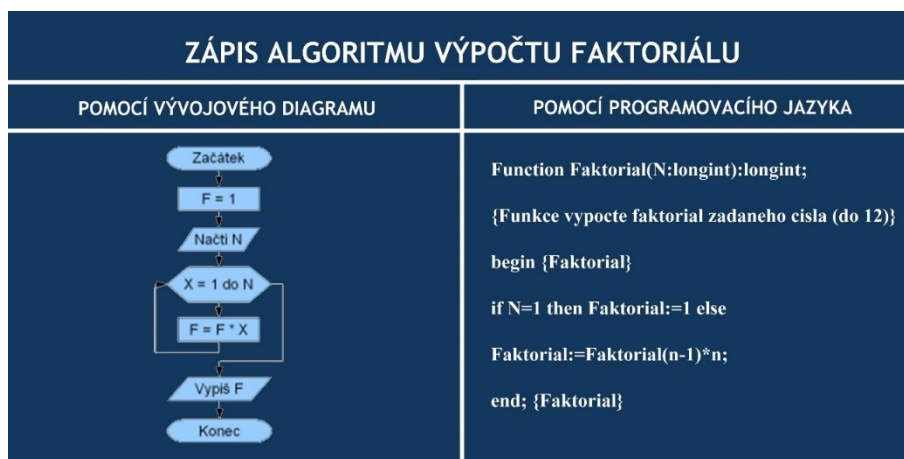 ZÁPIS ALGORITMU VÝPOČTU FAKTORIÁLU
POMOCÍ VÝVOJOVÉHO DIAGRAMU
Začátek
F = 1
Načti N
X = 1 do N
F = F * X
Vypiš F
Konec
POMOCÍ PROGRAMOVACÍHO JAZYKA
Function Faktorial(N:longint):longint;
{Funkce vypocte faktorial zadaneho cisla (do 12)}
begin {Faktorial}
if N=1 then Faktorial:=1 else
Faktorial:=Faktorial(n-1)*n;
end; {Faktorial}